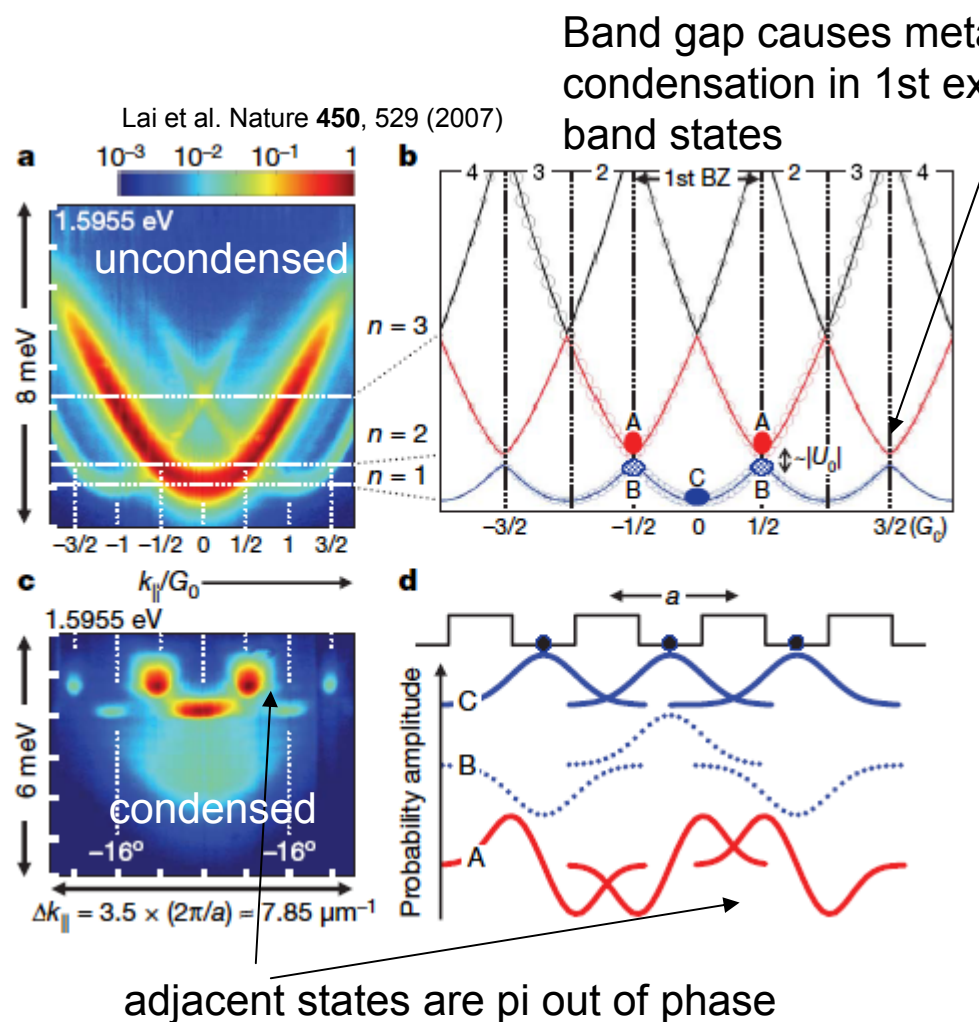 Band gap causes
condensation in 1st
band states
Lai et al. Nature 450, 529 (2007)
a
10⁻³ 10⁻² 10⁻¹ 1
1.5955 eV
uncondensed
8 meV
n = 3
n = 2
n = 1
−3/2 −1 −1/2 0 1/2 1 3/2
k∥/G₀
b
4 3 2 1st BZ 2 3 4
A A
~|U₀|
C
B B
−3/2 −1/2 0 1/2 3/2 (G₀)
c
1.5955 eV
6 meV
condensed
−16° −16°
Δk∥ = 3.5 × (2π/a) ≈ 7.85 μm⁻¹
d
a
Probability amplitude
C
B
A
adjacent states are pi out of phase